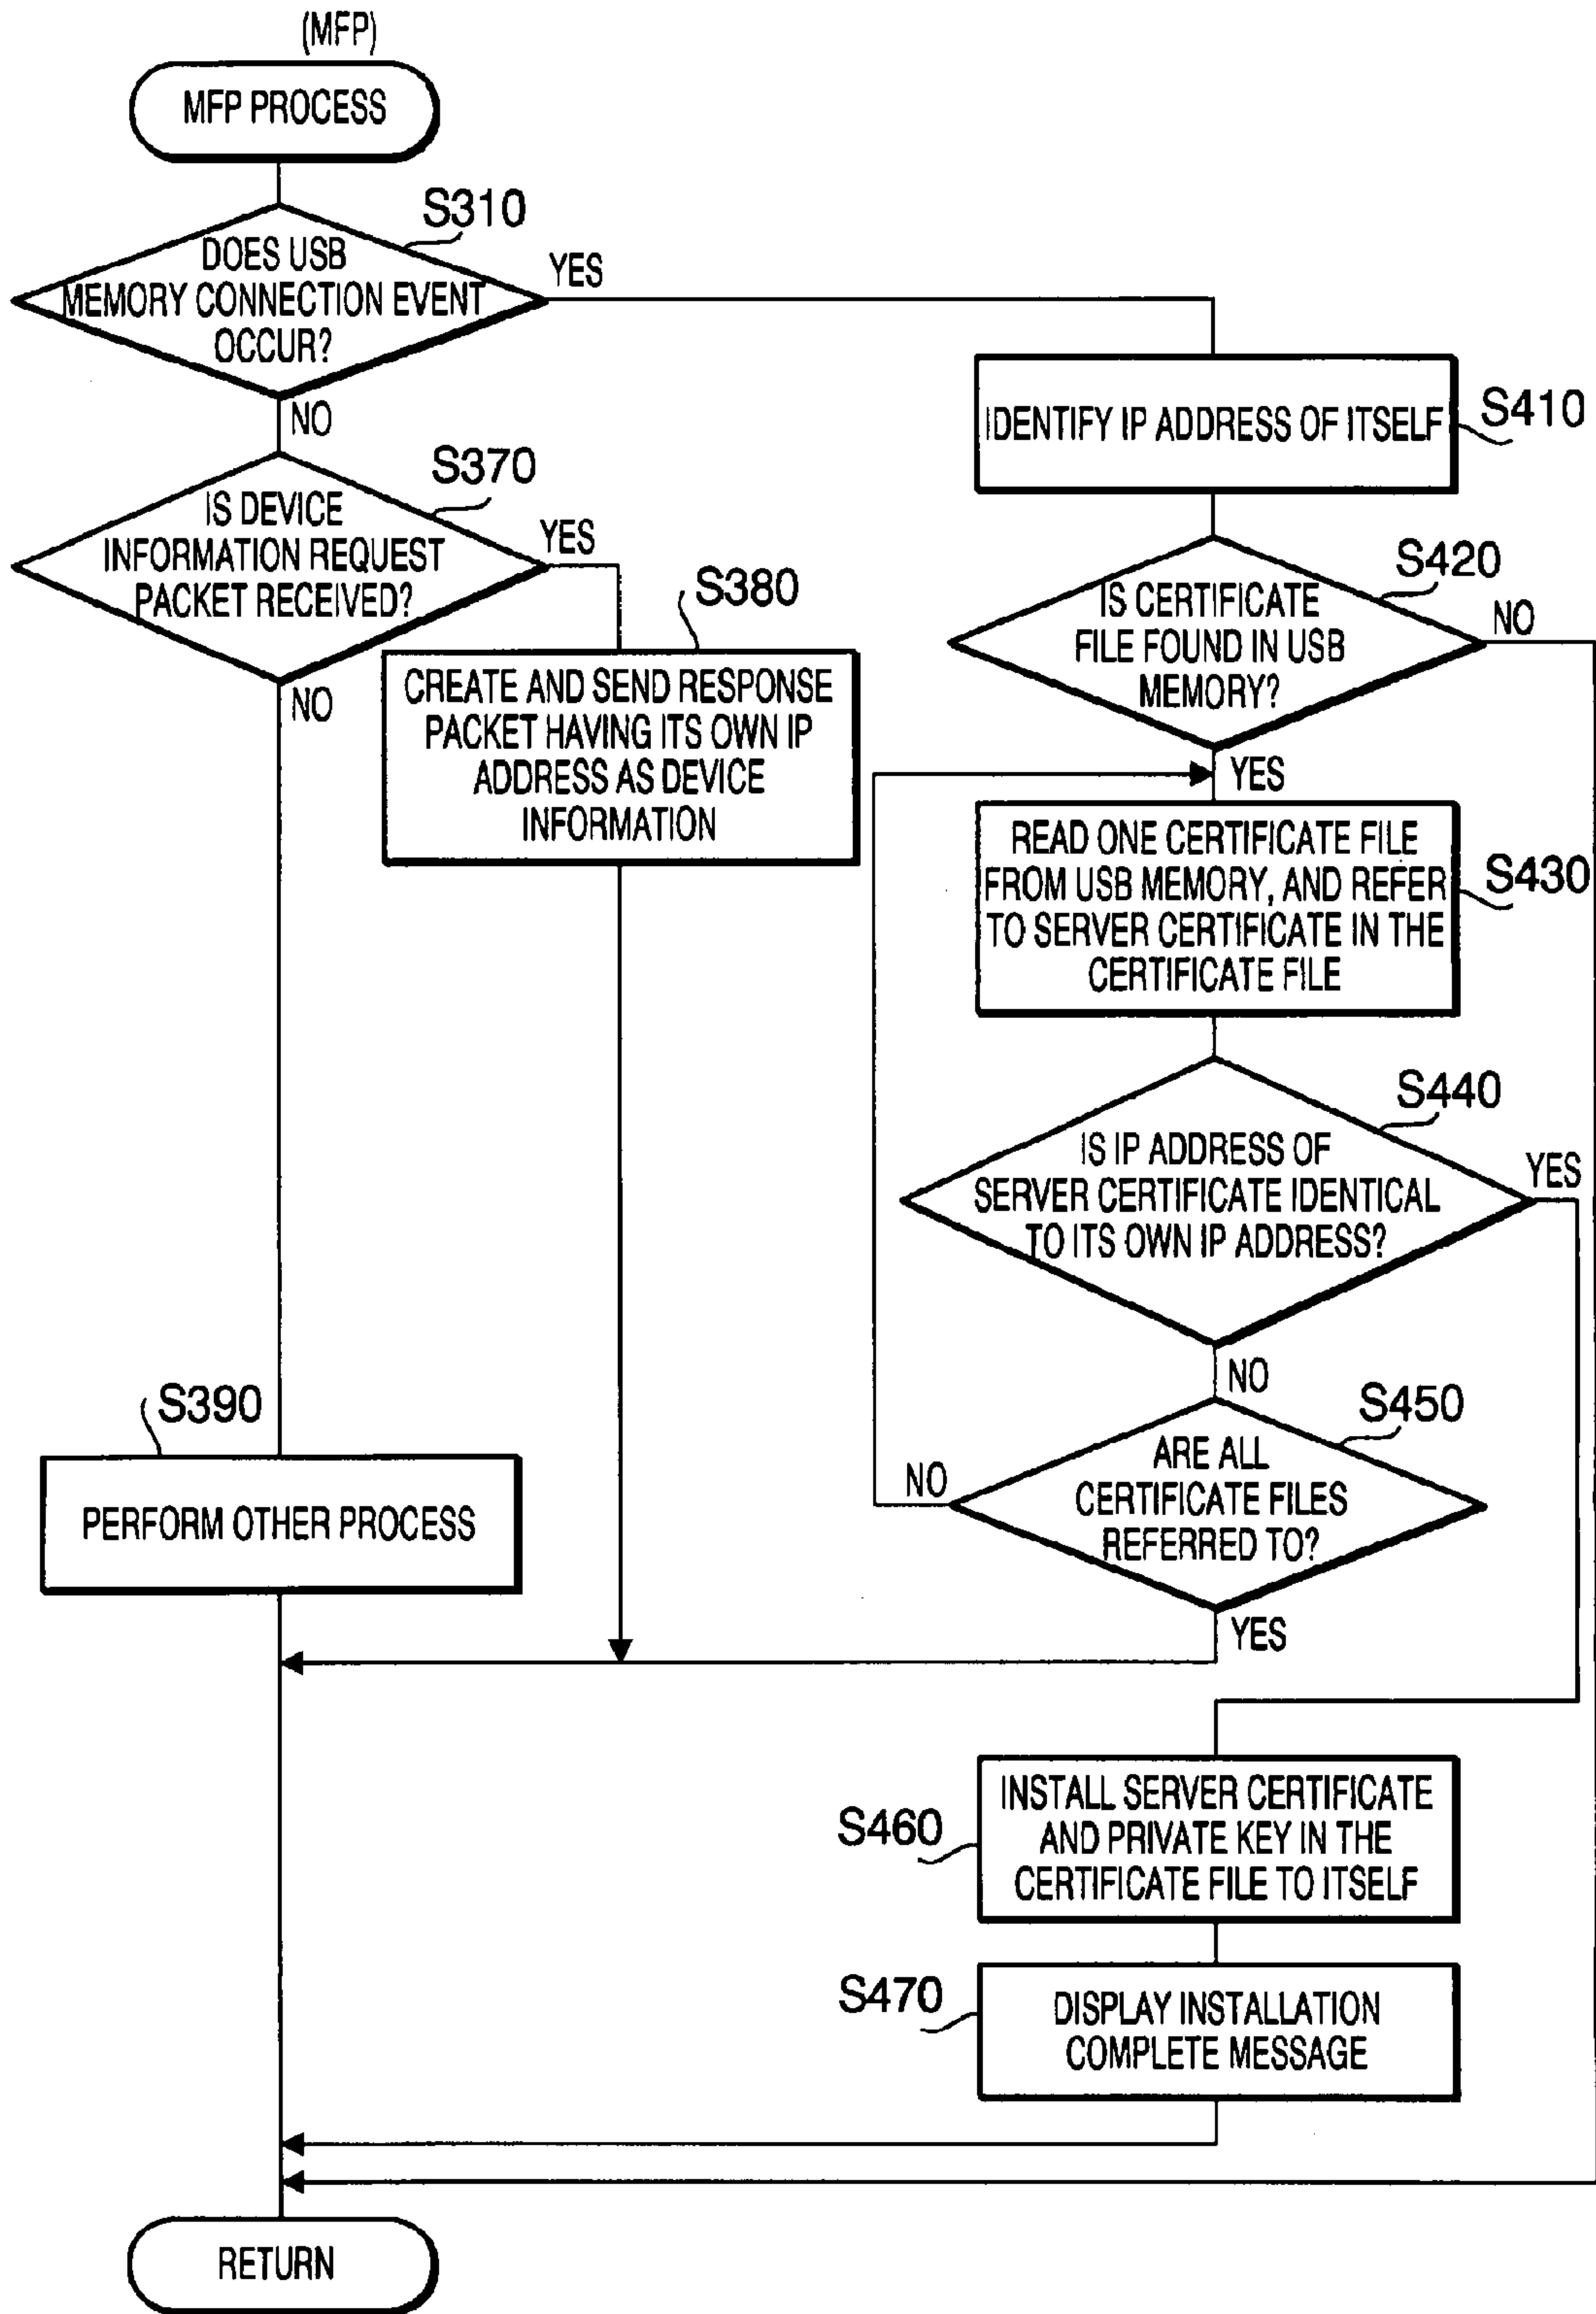 (MFP)
MFP PROCESS
S310
DOES USB
MEMORY CONNECTION EVENT
OCCUR?
YES
NO
S370
IS DEVICE
INFORMATION REQUEST
PACKET RECEIVED?
YES
NO
S380
CREATE AND SEND RESPONSE
PACKET HAVING ITS OWN IP
ADDRESS AS DEVICE
INFORMATION
S390
PERFORM OTHER PROCESS
IDENTIFY IP ADDRESS OF ITSELF
S410
S420
IS CERTIFICATE
FILE FOUND IN USB
MEMORY?
NO
YES
READ ONE CERTIFICATE FILE
FROM USB MEMORY, AND REFER
TO SERVER CERTIFICATE IN THE
CERTIFICATE FILE
S430
S440
IS IP ADDRESS OF
SERVER CERTIFICATE IDENTICAL
TO ITS OWN IP ADDRESS?
YES
NO
S450
ARE ALL
CERTIFICATE FILES
REFERRED TO?
NO
YES
S460
INSTALL SERVER CERTIFICATE
AND PRIVATE KEY IN THE
CERTIFICATE FILE TO ITSELF
S470
DISPLAY INSTALLATION
COMPLETE MESSAGE
RETURN